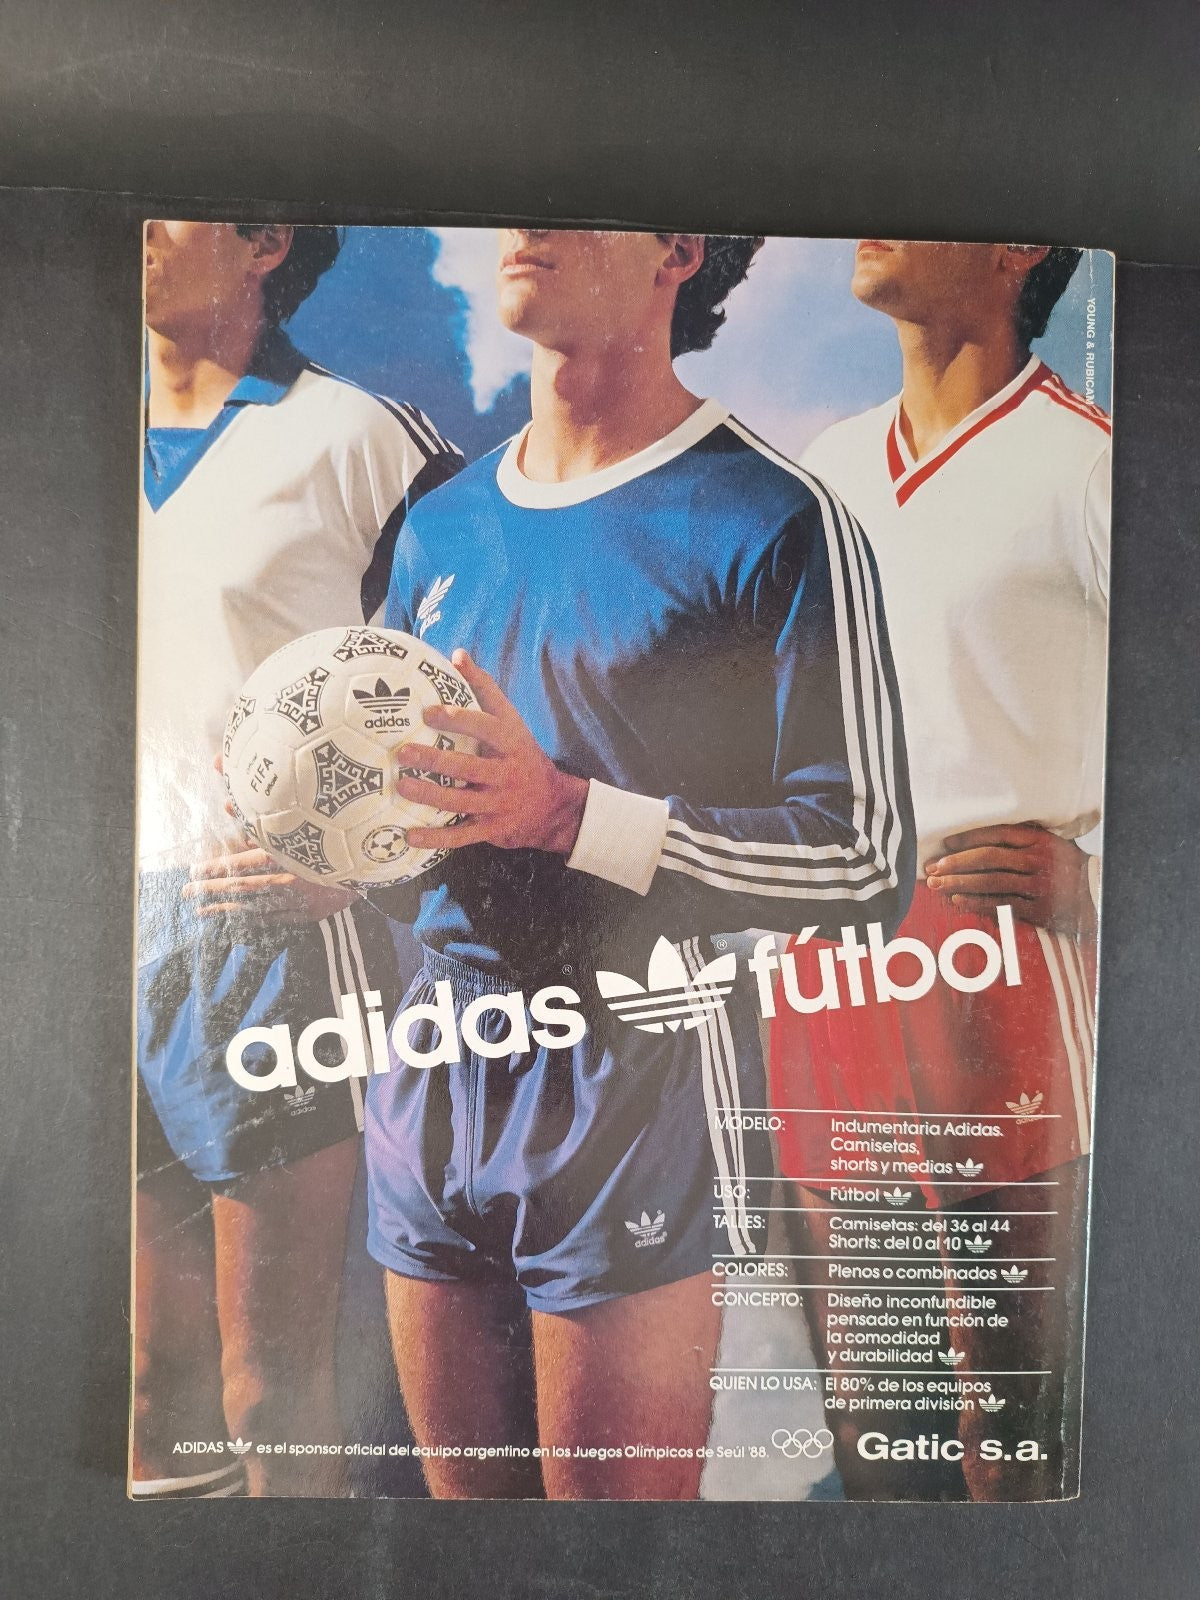 YOUNG & RUBICAM
adidas
adidas
FIFA
adidas ® ® fútbol
adidas
adidas
adidas
MODELO: Indumentaria Adidas.
Camisetas,
shorts y medias
USO: Fútbol
TALLES: Camisetas: del 36 al 44
Shorts: del 0 al 10
COLORES: Plenos o combinados
CONCEPTO: Diseño inconfundible
pensado en función de
la comodidad
y durabilidad
QUIEN LO USA: El 80% de los equipos
de primera división
ADIDAS es el sponsor oficial del equipo argentino en los Juegos Olímpicos de Seúl '88.
Gatic s.a.